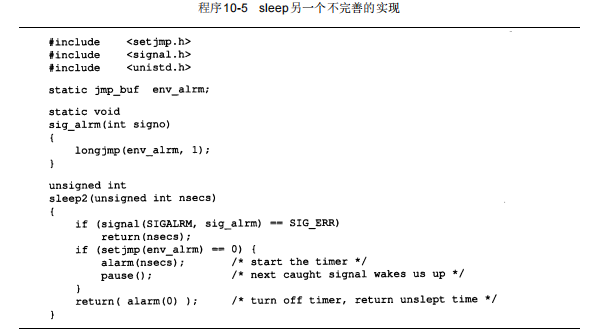 程序10-5 sleep另一个不完善的实现
#include <setjmp.h>
#include <signal.h>
#include <unistd.h>
static jmp_buf env_alrm;
static void
sig_alrm(int signo)
{
longjmp(env_alrm, 1);
}
unsigned int
sleep2(unsigned int nsecs)
{
if (signal(SIGALRM, sig_alrm) == SIG_ERR)
return(nsecs);
if (setjmp(env_alrm) == 0) {
alarm(nsecs); /* start the timer */
pause(); /* next caught signal wakes us up */
}
return( alarm(0) ); /* turn off timer, return unslept time */
}